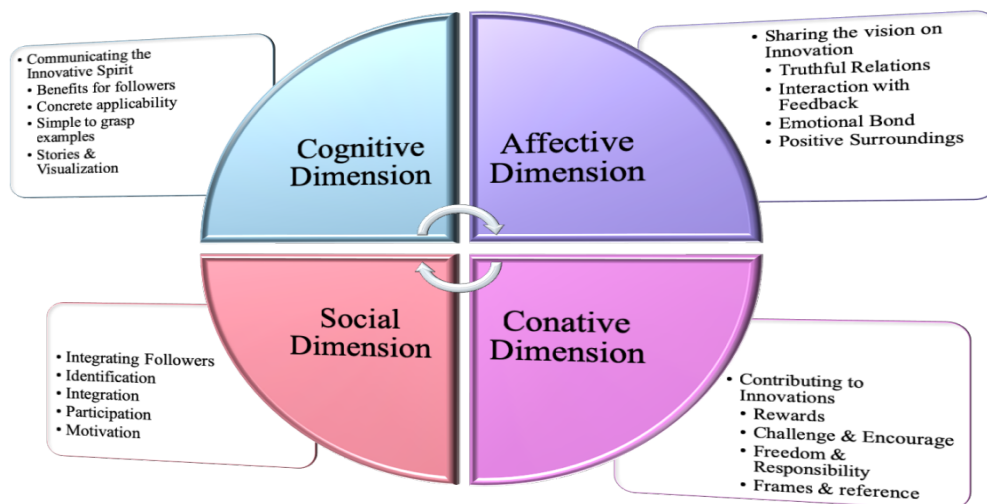 • Communicating the
Innovative Spirit
• Benefits for followers
• Concrete applicability
• Simple to grasp
examples
• Stories &
Visualization
Cognitive
Dimension
Affective
Dimension
• Sharing the vision on
Innovation
• Truthful Relations
• Interaction with
Feedback
• Emotional Bond
• Positive Surroundings
• Integrating Followers
• Identification
• Integration
• Participation
• Motivation
Social
Dimension
Conative
Dimension
• Contributing to
Innovations
• Rewards
• Challenge & Encourage
• Freedom &
Responsibility
• Frames & reference